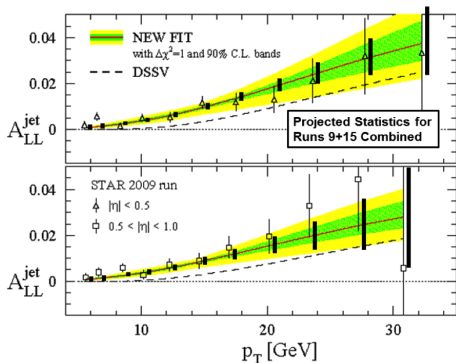 0.04
NEW FIT
with Δχ²=1 and 90% C.L. bands
DSSV
0.02
A_LL^jet
Projected Statistics for
Runs 9+15 Combined
0
0.04
STAR 2009 run
|η| < 0.5
0.5 < |η| < 1.0
0.02
A_LL^jet
0
10
20
30
p_T [GeV]